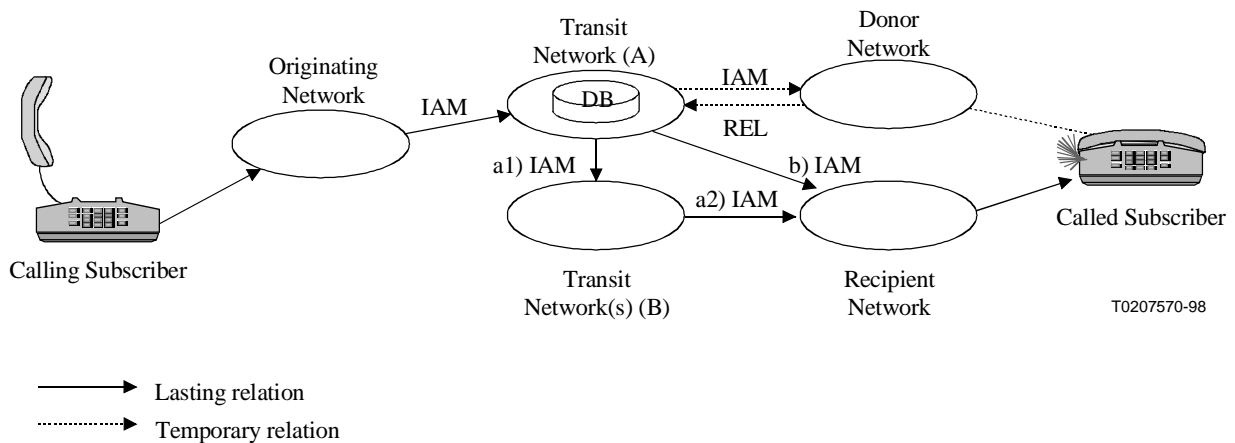 Transit
Network (A)
Donor
Network
Originating
Network
IAM
DB
IAM
REL
a1) IAM
b) IAM
a2) IAM
Calling Subscriber
Called Subscriber
Transit
Network(s) (B)
Recipient
Network
T0207570-98
Lasting relation
Temporary relation